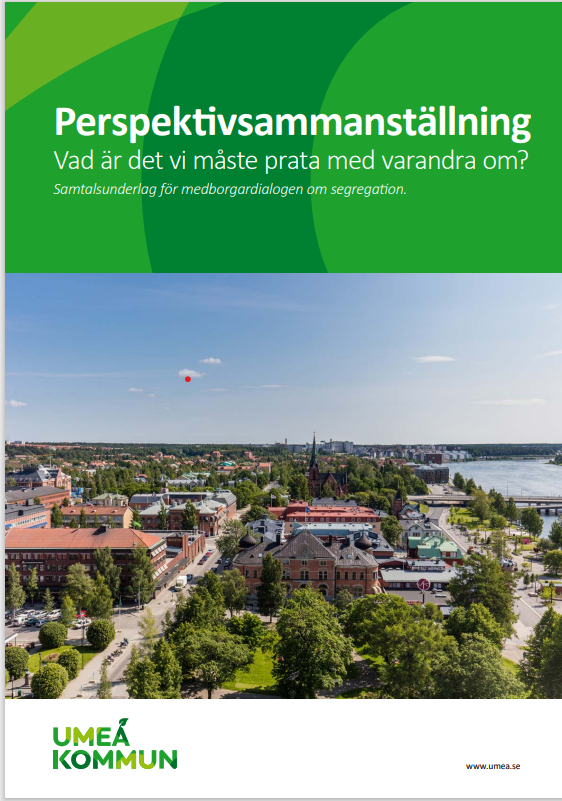 Perspektivsammanställning
Vad är det vi måste prata med varandra om?
Samtalsunderlag för medborgardialogen om segregation.
UMEÅ
KOMMUN
www.umea.se